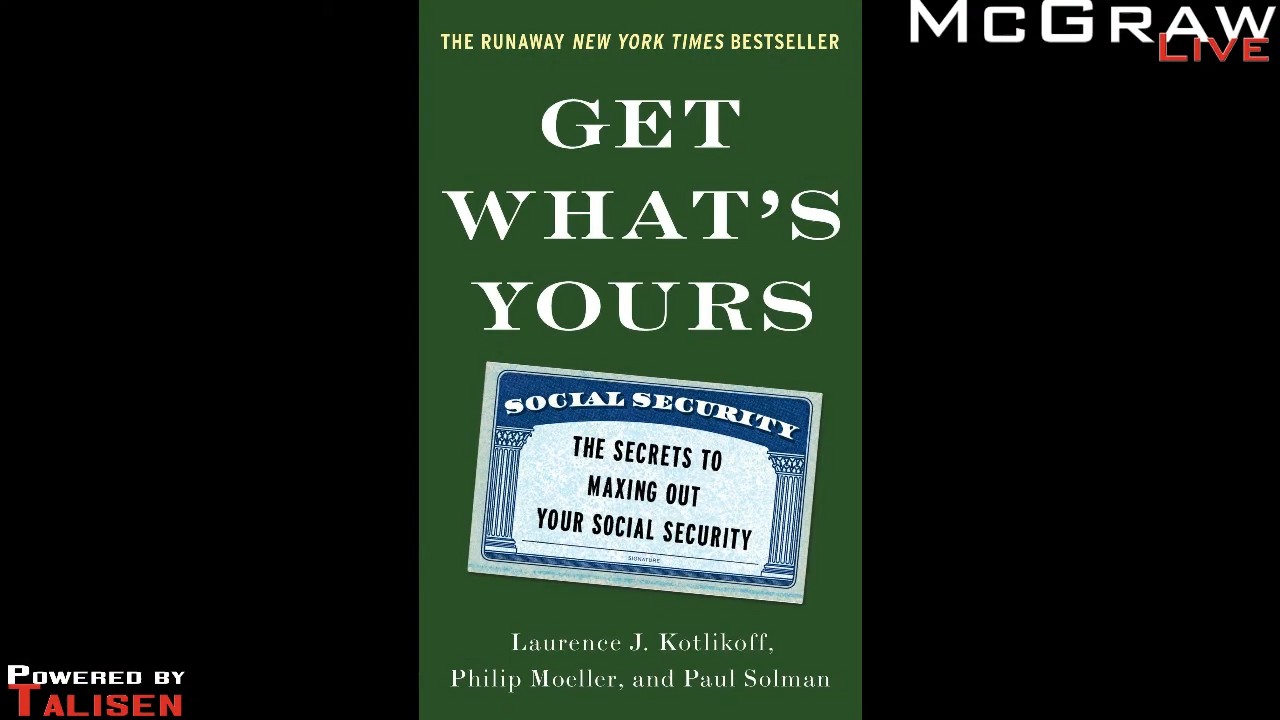 McGraw
Live
THE RUNAWAY NEW YORK TIMES BESTSELLER
GET
WHAT'S
YOURS
SOCIAL SECURITY
THE SECRETS TO
MAXING OUT
YOUR SOCIAL SECURITY
SIGNATURE
Laurence J. Kotlikoff,
Philip Moeller, and Paul Solman
Powered by
Talisen